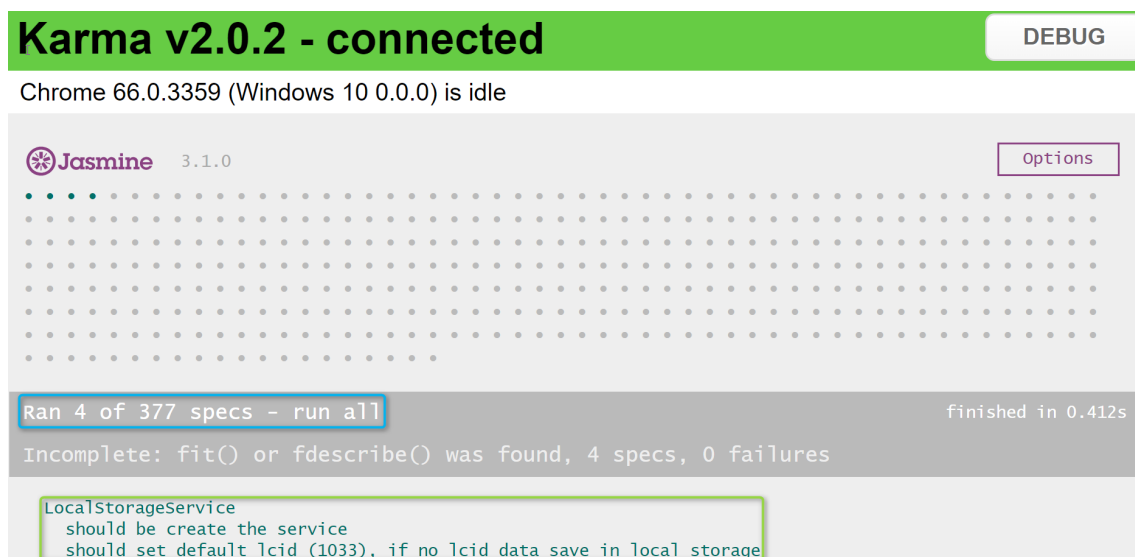 Karma v2.0.2 - connected
DEBUG
Chrome 66.0.3359 (Windows 10 0.0.0) is idle
Jasmine 3.1.0
Options
Ran 4 of 377 specs - run all
finished in 0.412s
Incomplete: fit() or fdescribe() was found, 4 specs, 0 failures
LocalStorageService
should be create the service
should set default lcid (1033), if no lcid data save in local storage